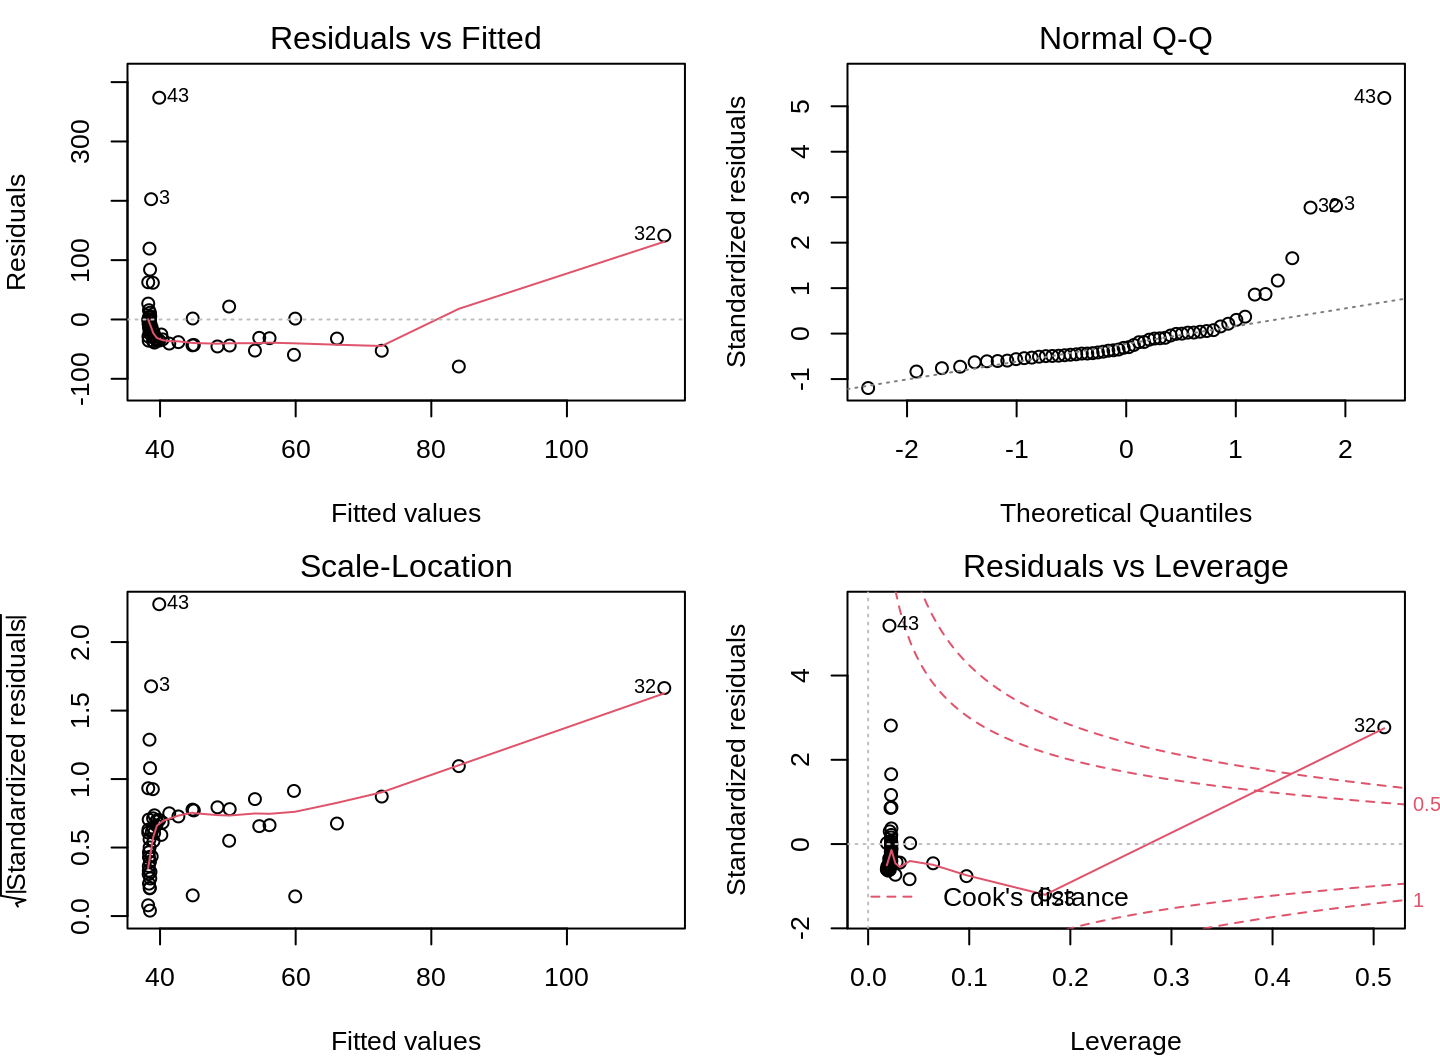 Residuals vs Fitted
Residuals
-100 0 100 300
43
3
32
40 60 80 100
Fitted values
Normal Q-Q
Standardized residuals
-1 0 1 2 3 4 5
43
32 3
-2 -1 0 1 2
Theoretical Quantiles
Scale-Location
√|Standardized residuals|
0.0 0.5 1.0 1.5 2.0
43
3
32
40 60 80 100
Fitted values
Residuals vs Leverage
Standardized residuals
-2 0 2 4
43
32
0.5
1
Cook's distance
23
0.0 0.1 0.2 0.3 0.4 0.5
Leverage